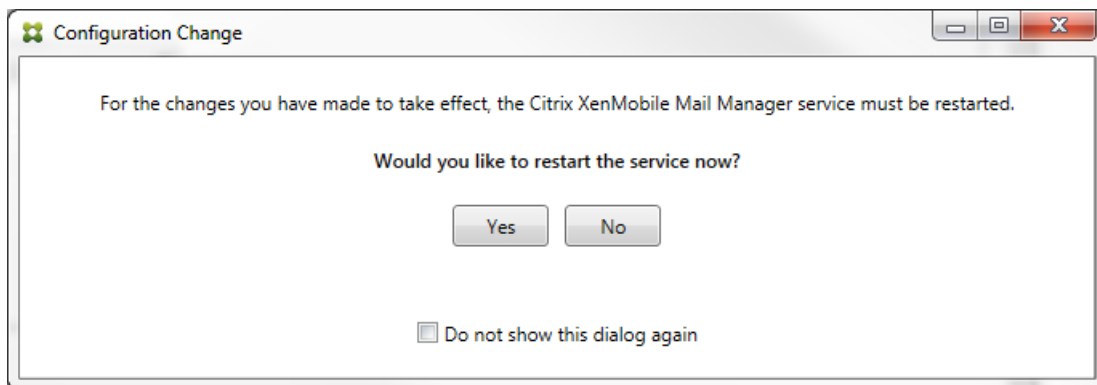 Configuration Change
For the changes you have made to take effect, the Citrix XenMobile Mail Manager service must be restarted.
Would you like to restart the service now?
Yes No
Do not show this dialog again